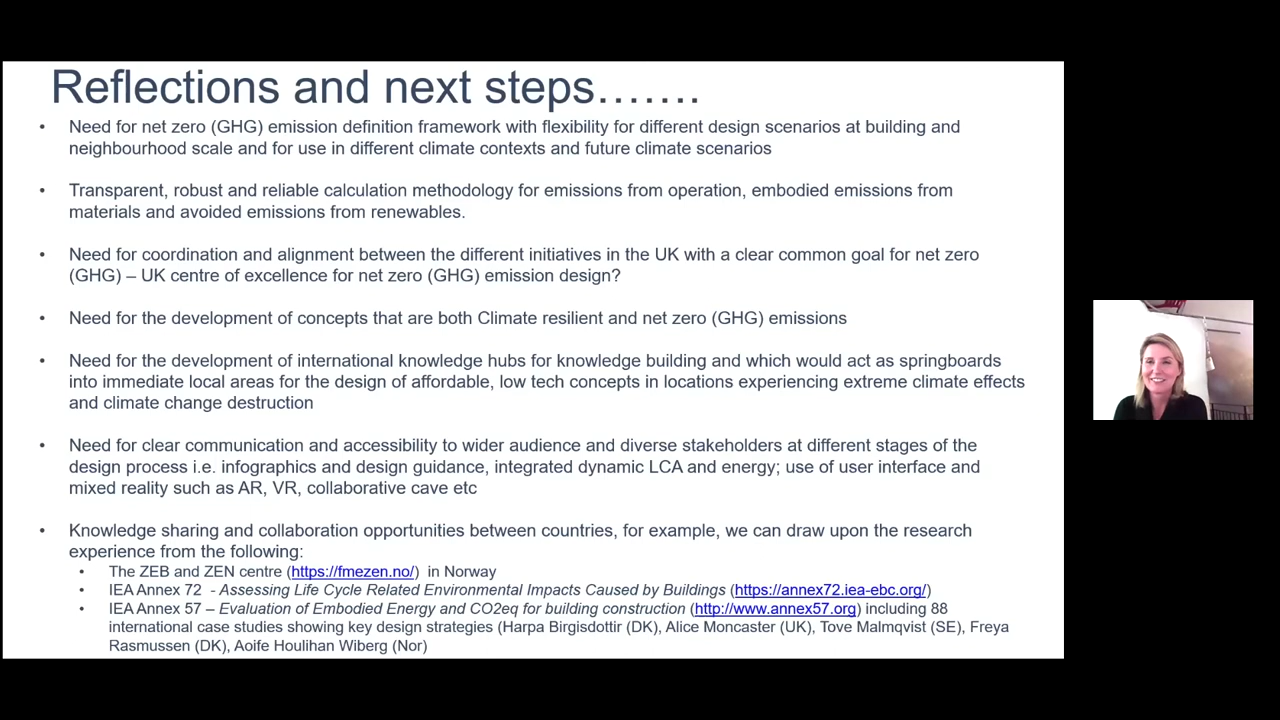 Reflections and next steps…….
• Need for net zero (GHG) emission definition framework with flexibility for different design scenarios at building and
neighbourhood scale and for use in different climate contexts and future climate scenarios
• Transparent, robust and reliable calculation methodology for emissions from operation, embodied emissions from
materials and avoided emissions from renewables.
• Need for coordination and alignment between the different initiatives in the UK with a clear common goal for net zero
(GHG) – UK centre of excellence for net zero (GHG) emission design?
• Need for the development of concepts that are both Climate resilient and net zero (GHG) emissions
• Need for the development of international knowledge hubs for knowledge building and which would act as springboards
into immediate local areas for the design of affordable, low tech concepts in locations experiencing extreme climate effects
and climate change destruction
• Need for clear communication and accessibility to wider audience and diverse stakeholders at different stages of the
design process i.e. infographics and design guidance, integrated dynamic LCA and energy; use of user interface and
mixed reality such as AR, VR, collaborative cave etc
• Knowledge sharing and collaboration opportunities between countries, for example, we can draw upon the research
experience from the following:
• The ZEB and ZEN centre (https://fmezen.no/) in Norway
• IEA Annex 72 - Assessing Life Cycle Related Environmental Impacts Caused by Buildings (https://annex72.iea-ebc.org/)
• IEA Annex 57 – Evaluation of Embodied Energy and CO2eq for building construction (http://www.annex57.org) including 88
international case studies showing key design strategies (Harpa Birgisdottir (DK), Alice Moncaster (UK), Tove Malmqvist (SE), Freya
Rasmussen (DK), Aoife Houlihan Wiberg (Nor)